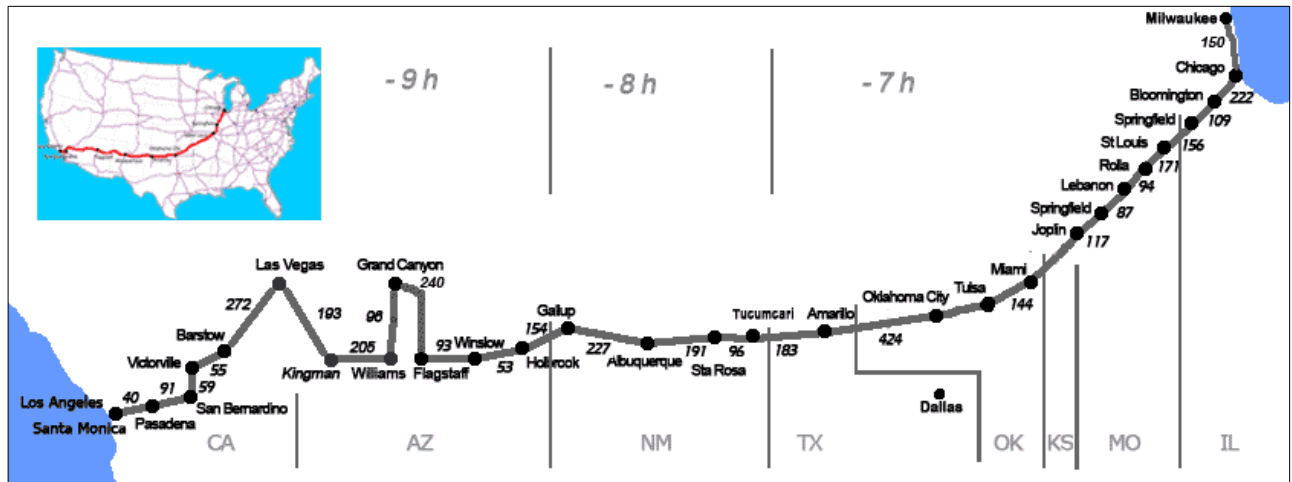 Milwaukee
150
Chicago
222
Bloomington
109
Springfield
156
St Louis
171
Rolla
94
Lebanon
87
Springfield
117
Joplin
Miami
144
Tulsa
Oklahoma City
424
Amarillo
183
Tucumcari
96
Sta Rosa
191
Albuquerque
227
Gallup
154
Holbrook
53
Winslow
93
Flagstaff
240
Grand Canyon
96
Williams
205
Kingman
193
Las Vegas
272
Barstow
55
Victorville
59
San Bernardino
91
Pasadena
40
Los Angeles
Santa Monica
Dallas
-9h
-8h
-7h
CA
AZ
NM
TX
OK
KS
MO
IL